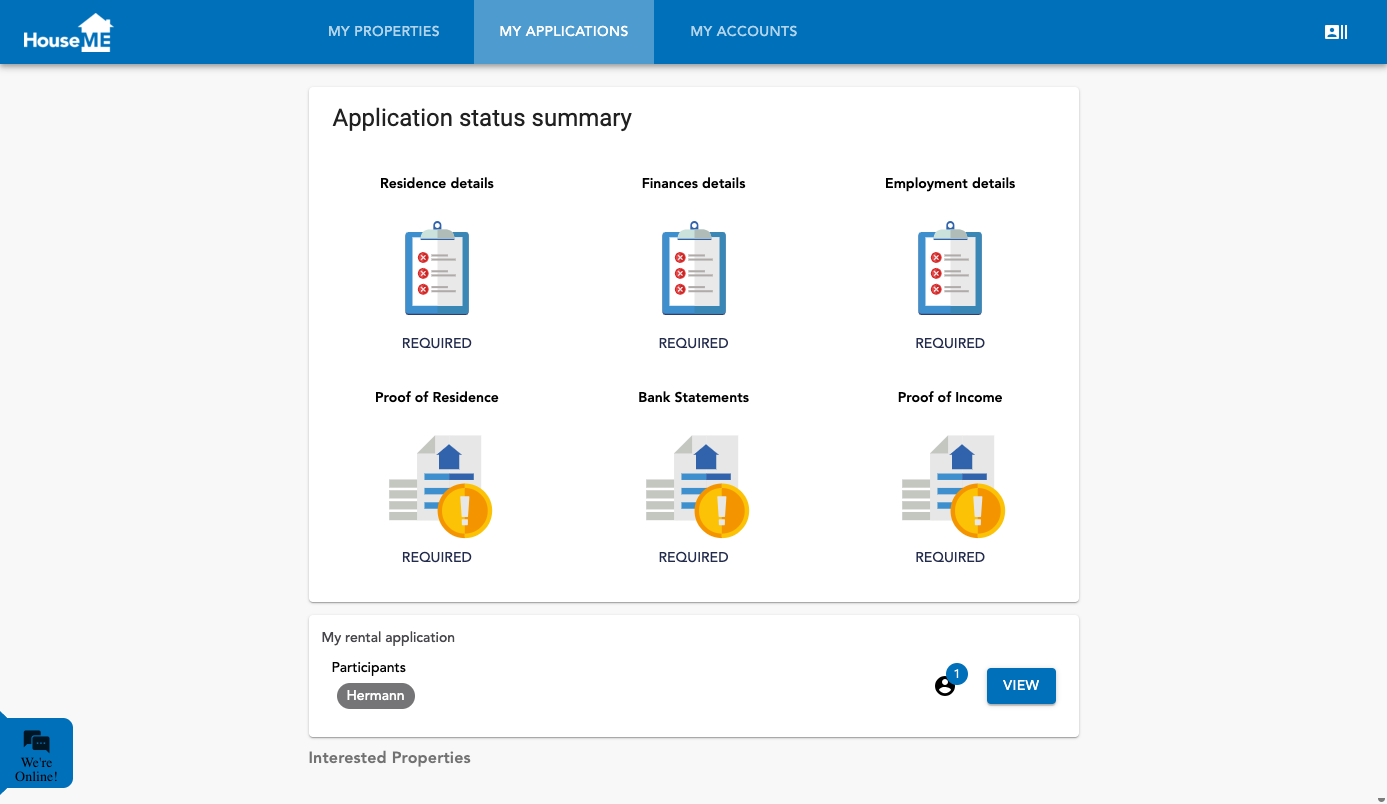 HouseME
MY PROPERTIES
MY APPLICATIONS
MY ACCOUNTS
Application status summary
Residence details
Finances details
Employment details
REQUIRED
REQUIRED
REQUIRED
Proof of Residence
Bank Statements
Proof of Income
REQUIRED
REQUIRED
REQUIRED
My rental application
Participants
Hermann
1
VIEW
We're
Online!
Interested Properties